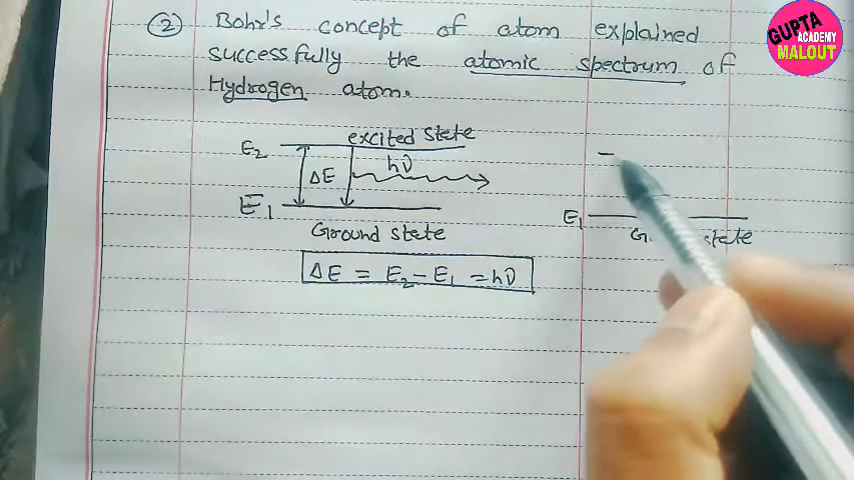 ② Bohr's concept of atom explained
successfully the atomic spectrum of
Hydrogen atom.
E₂ excited state
ΔE hν
E₁
Ground state
ΔE = E₂ - E₁ = hν
E₁
state
GUPTA
ACADEMY
MALOUT